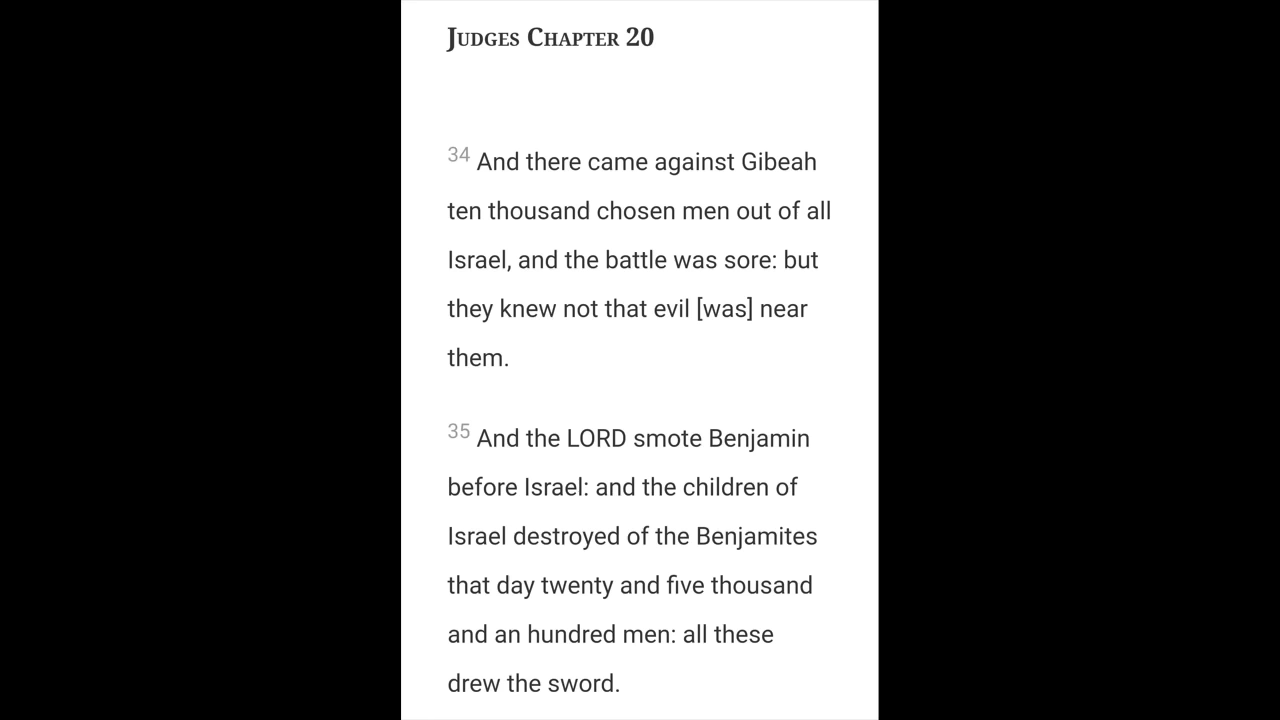 Judges Chapter 20
34 And there came against Gibeah
ten thousand chosen men out of all
Israel, and the battle was sore: but
they knew not that evil [was] near
them.
35 And the LORD smote Benjamin
before Israel: and the children of
Israel destroyed of the Benjamites
that day twenty and five thousand
and an hundred men: all these
drew the sword.